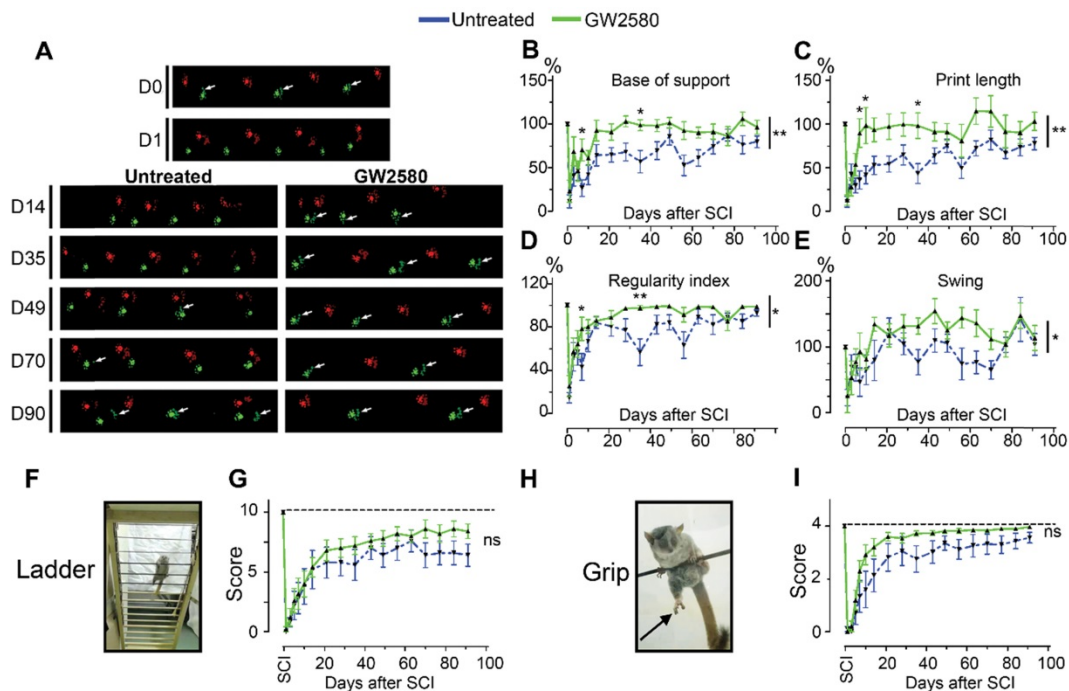 Untreated GW2580
A
D0
D1
Untreated GW2580
D14
D35
D49
D70
D90
B
%
Base of support
150
100
50
0
*
*
**
Days after SCI
0 20 40 60 80 100
C
%
Print length
150
100
50
0
*
*
*
**
Days after SCI
0 20 40 60 80 100
D
%
Regularity index
120
80
40
0
*
**
*
Days after SCI
0 20 40 60 80 100
E
%
Swing
200
100
0
*
Days after SCI
0 20 40 60 80 100
F
Ladder
G
Score
10
5
0
ns
SCI 20 40 60 80 100
Days after SCI
H
Grip
I
Score
4
2
0
ns
SCI 20 40 60 80 100
Days after SCI